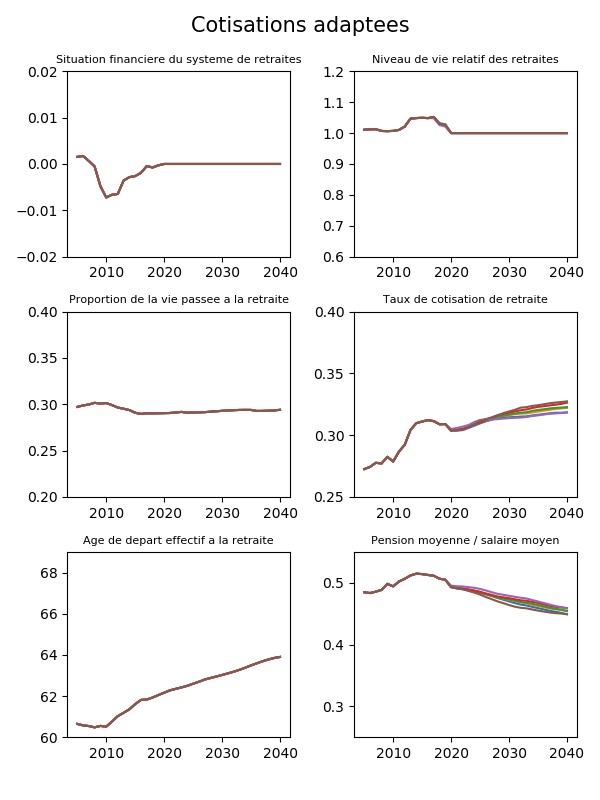 Cotisations adaptees
Situation financiere du systeme de retraites
0.02
0.01
0.00
−0.01
−0.02
2010 2020 2030 2040
Niveau de vie relatif des retraites
1.2
1.1
1.0
0.9
0.8
0.7
0.6
2010 2020 2030 2040
Proportion de la vie passee a la retraite
0.40
0.35
0.30
0.25
0.20
2010 2020 2030 2040
Taux de cotisation de retraite
0.40
0.35
0.30
0.25
2010 2020 2030 2040
Age de depart effectif a la retraite
68
66
64
62
60
2010 2020 2030 2040
Pension moyenne / salaire moyen
0.5
0.4
0.3
2010 2020 2030 2040